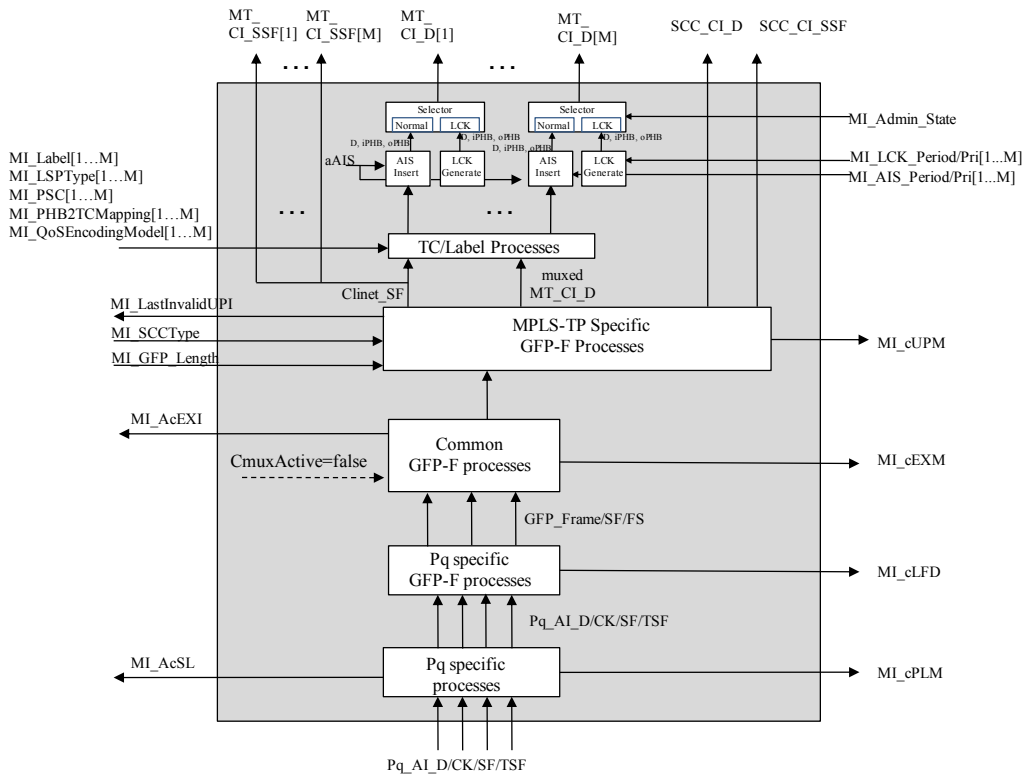 MT_
CI_SSF[1]
MT_
CI_SSF[M]
MT_
CI_D[1]
MT_
CI_D[M]
SCC_CI_D
SCC_CI_SSF
. . .
. . .
. . .
Selector
Normal
LCK
Selector
Normal
LCK
MI_Admin_State
D, iPHB, oPHB
D, iPHB, oPHB
D, iPHB, oPHB
D, iPHB, oPHB
aAIS
AIS
Insert
LCK
Generate
AIS
Insert
LCK
Generate
MI_LCK_Period/Pri[1...M]
MI_AIS_Period/Pri[1...M]
MI_Label[1…M]
MI_LSPType[1…M]
MI_PSC[1…M]
MI_PHB2TCMapping[1…M]
MI_QoSEncodingModel[1…M]
. . .
. . .
TC/Label Processes
Clinet_SF
muxed
MT_CI_D
MI_LastInvalidUPI
MI_SCCType
MI_GFP_Length
MPLS-TP Specific
GFP-F Processes
MI_cUPM
MI_AcEXI
Common
GFP-F processes
CmuxActive=false
MI_cEXM
GFP_Frame/SF/FS
Pq specific
GFP-F processes
MI_cLFD
Pq_AI_D/CK/SF/TSF
MI_AcSL
Pq specific
processes
MI_cPLM
Pq_AI_D/CK/SF/TSF